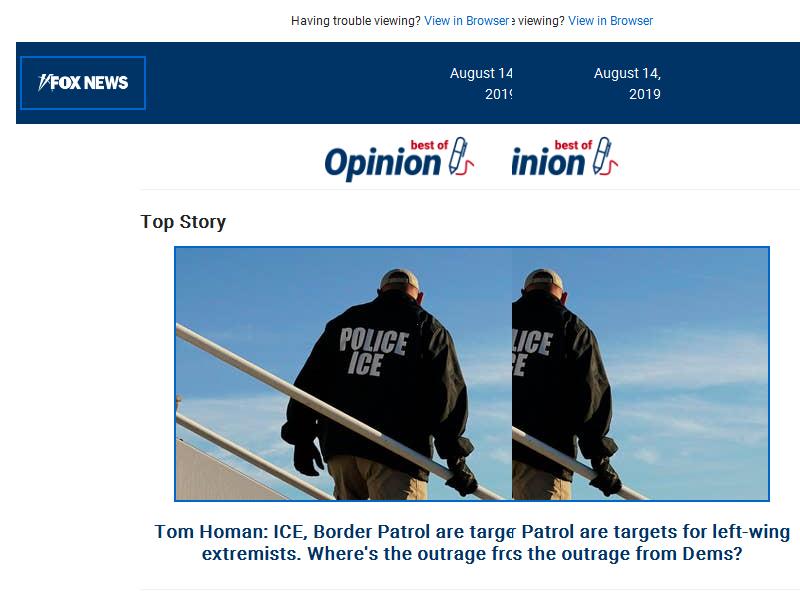 Having trouble viewing? View in Browser e viewing? View in Browser
FOX NEWS
August 14 August 14,
2019 2019
best of best of
Opinion inion
Top Story
POLICE LICE
ICE CE
Tom Homan: ICE, Border Patrol are targe Patrol are targets for left-wing
extremists. Where's the outrage fro s the outrage from Dems?